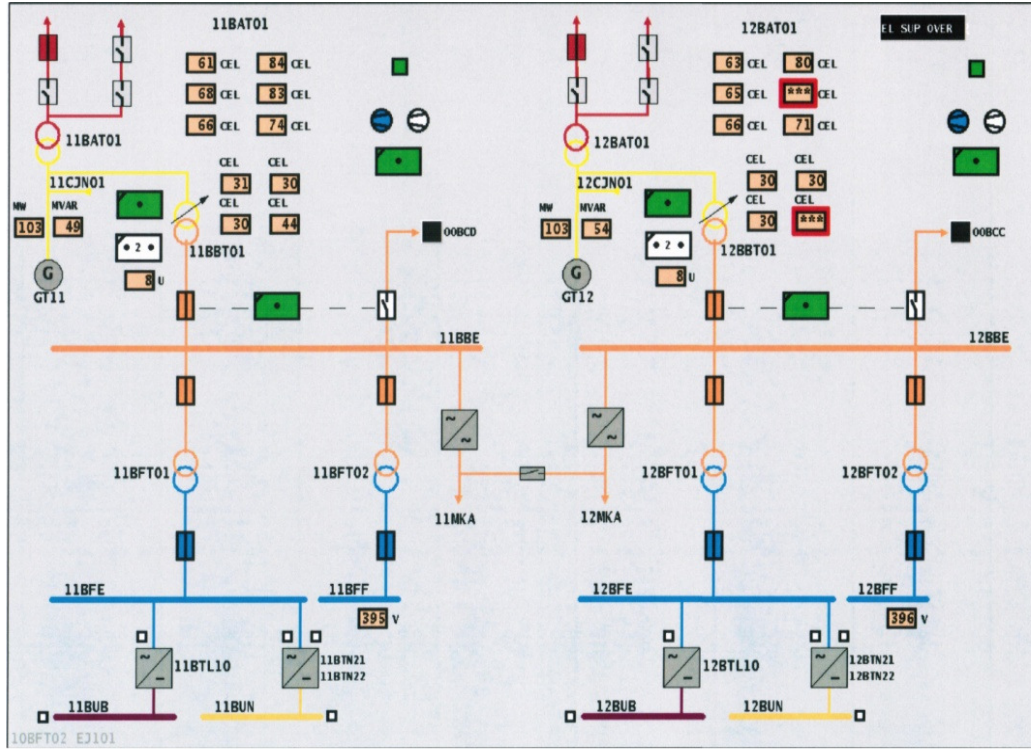 11BAT01 12BAT01 EL SUP OVER
61 CEL 84 CEL 63 CEL 80 CEL
68 CEL 83 CEL 65 CEL *** CEL
66 CEL 74 CEL 66 CEL 71 CEL
11BAT01 12BAT01
CEL CEL CEL CEL
11CJN01 31 30 12CJN01 30 30
MW MVAR CEL CEL MW MVAR CEL CEL
103 49 30 44 103 54 30 ***
2 11BBT01 00BCD 2 12BBT01 00BCC
G 8 U G 8 U
GT11 GT12
11BBE 12BBE
11BFT01 11BFT02 12BFT01 12BFT02
11MKA 12MKA
11BFE 11BFF 12BFE 12BFF
395 V 396 V
11BTL10 11BTN21 12BTL10 12BTN21
11BTN22 12BTN22
11BUB 11BUN 12BUB 12BUN
10BFT02 EJ101